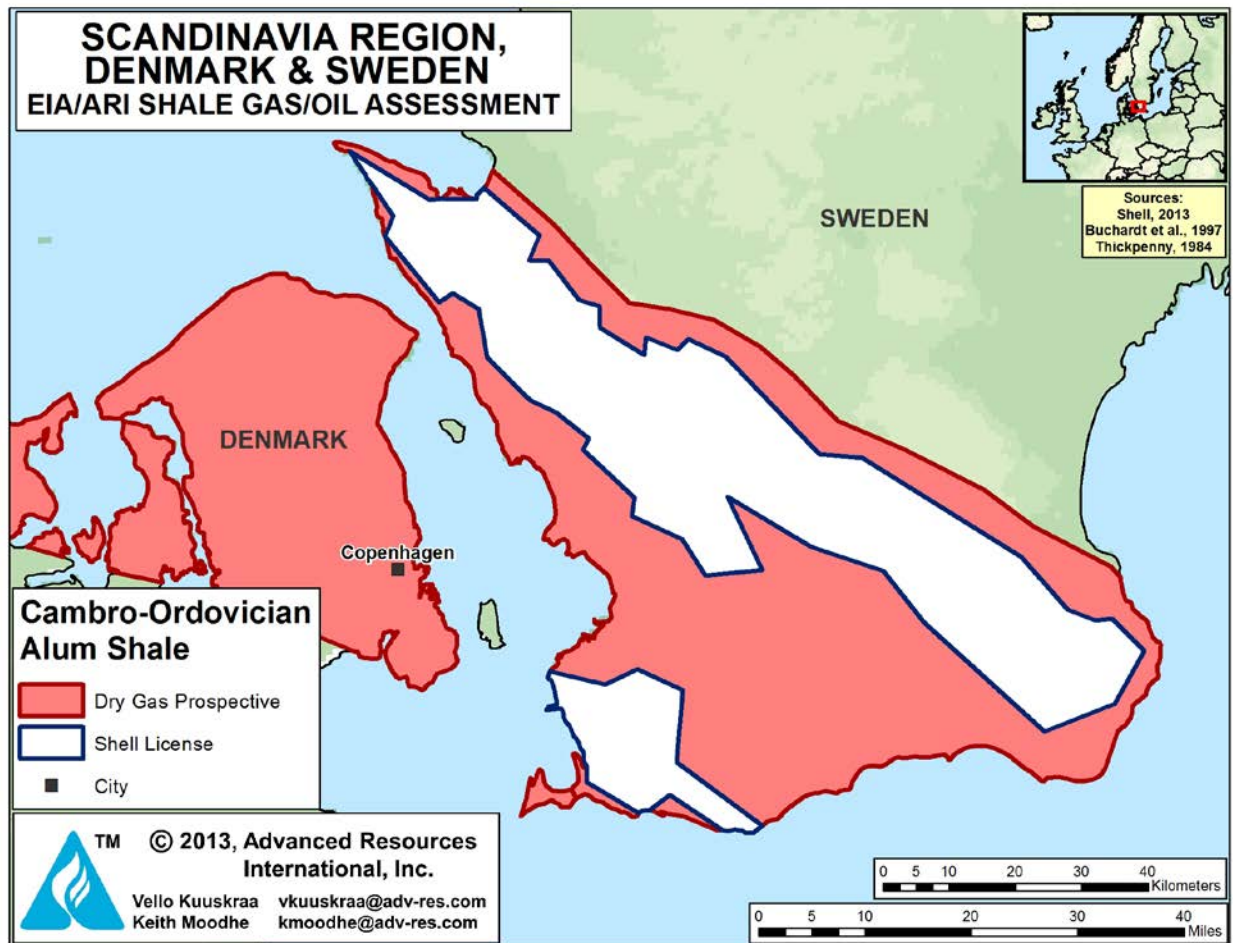 SCANDINAVIA REGION,
DENMARK & SWEDEN
EIA/ARI SHALE GAS/OIL ASSESSMENT
Sources:
Shell, 2013
Buchardt et al., 1997
Thickpenny, 1984
SWEDEN
DENMARK
Copenhagen
Cambro-Ordovician
Alum Shale
Dry Gas Prospective
Shell License
City
TM
© 2013, Advanced Resources
International, Inc.
Vello Kuuskraa vkuuskraa@adv-res.com
Keith Moodhe kmoodhe@adv-res.com
0 5 10 20 30 40
Kilometers
0 5 10 20 30 40
Miles